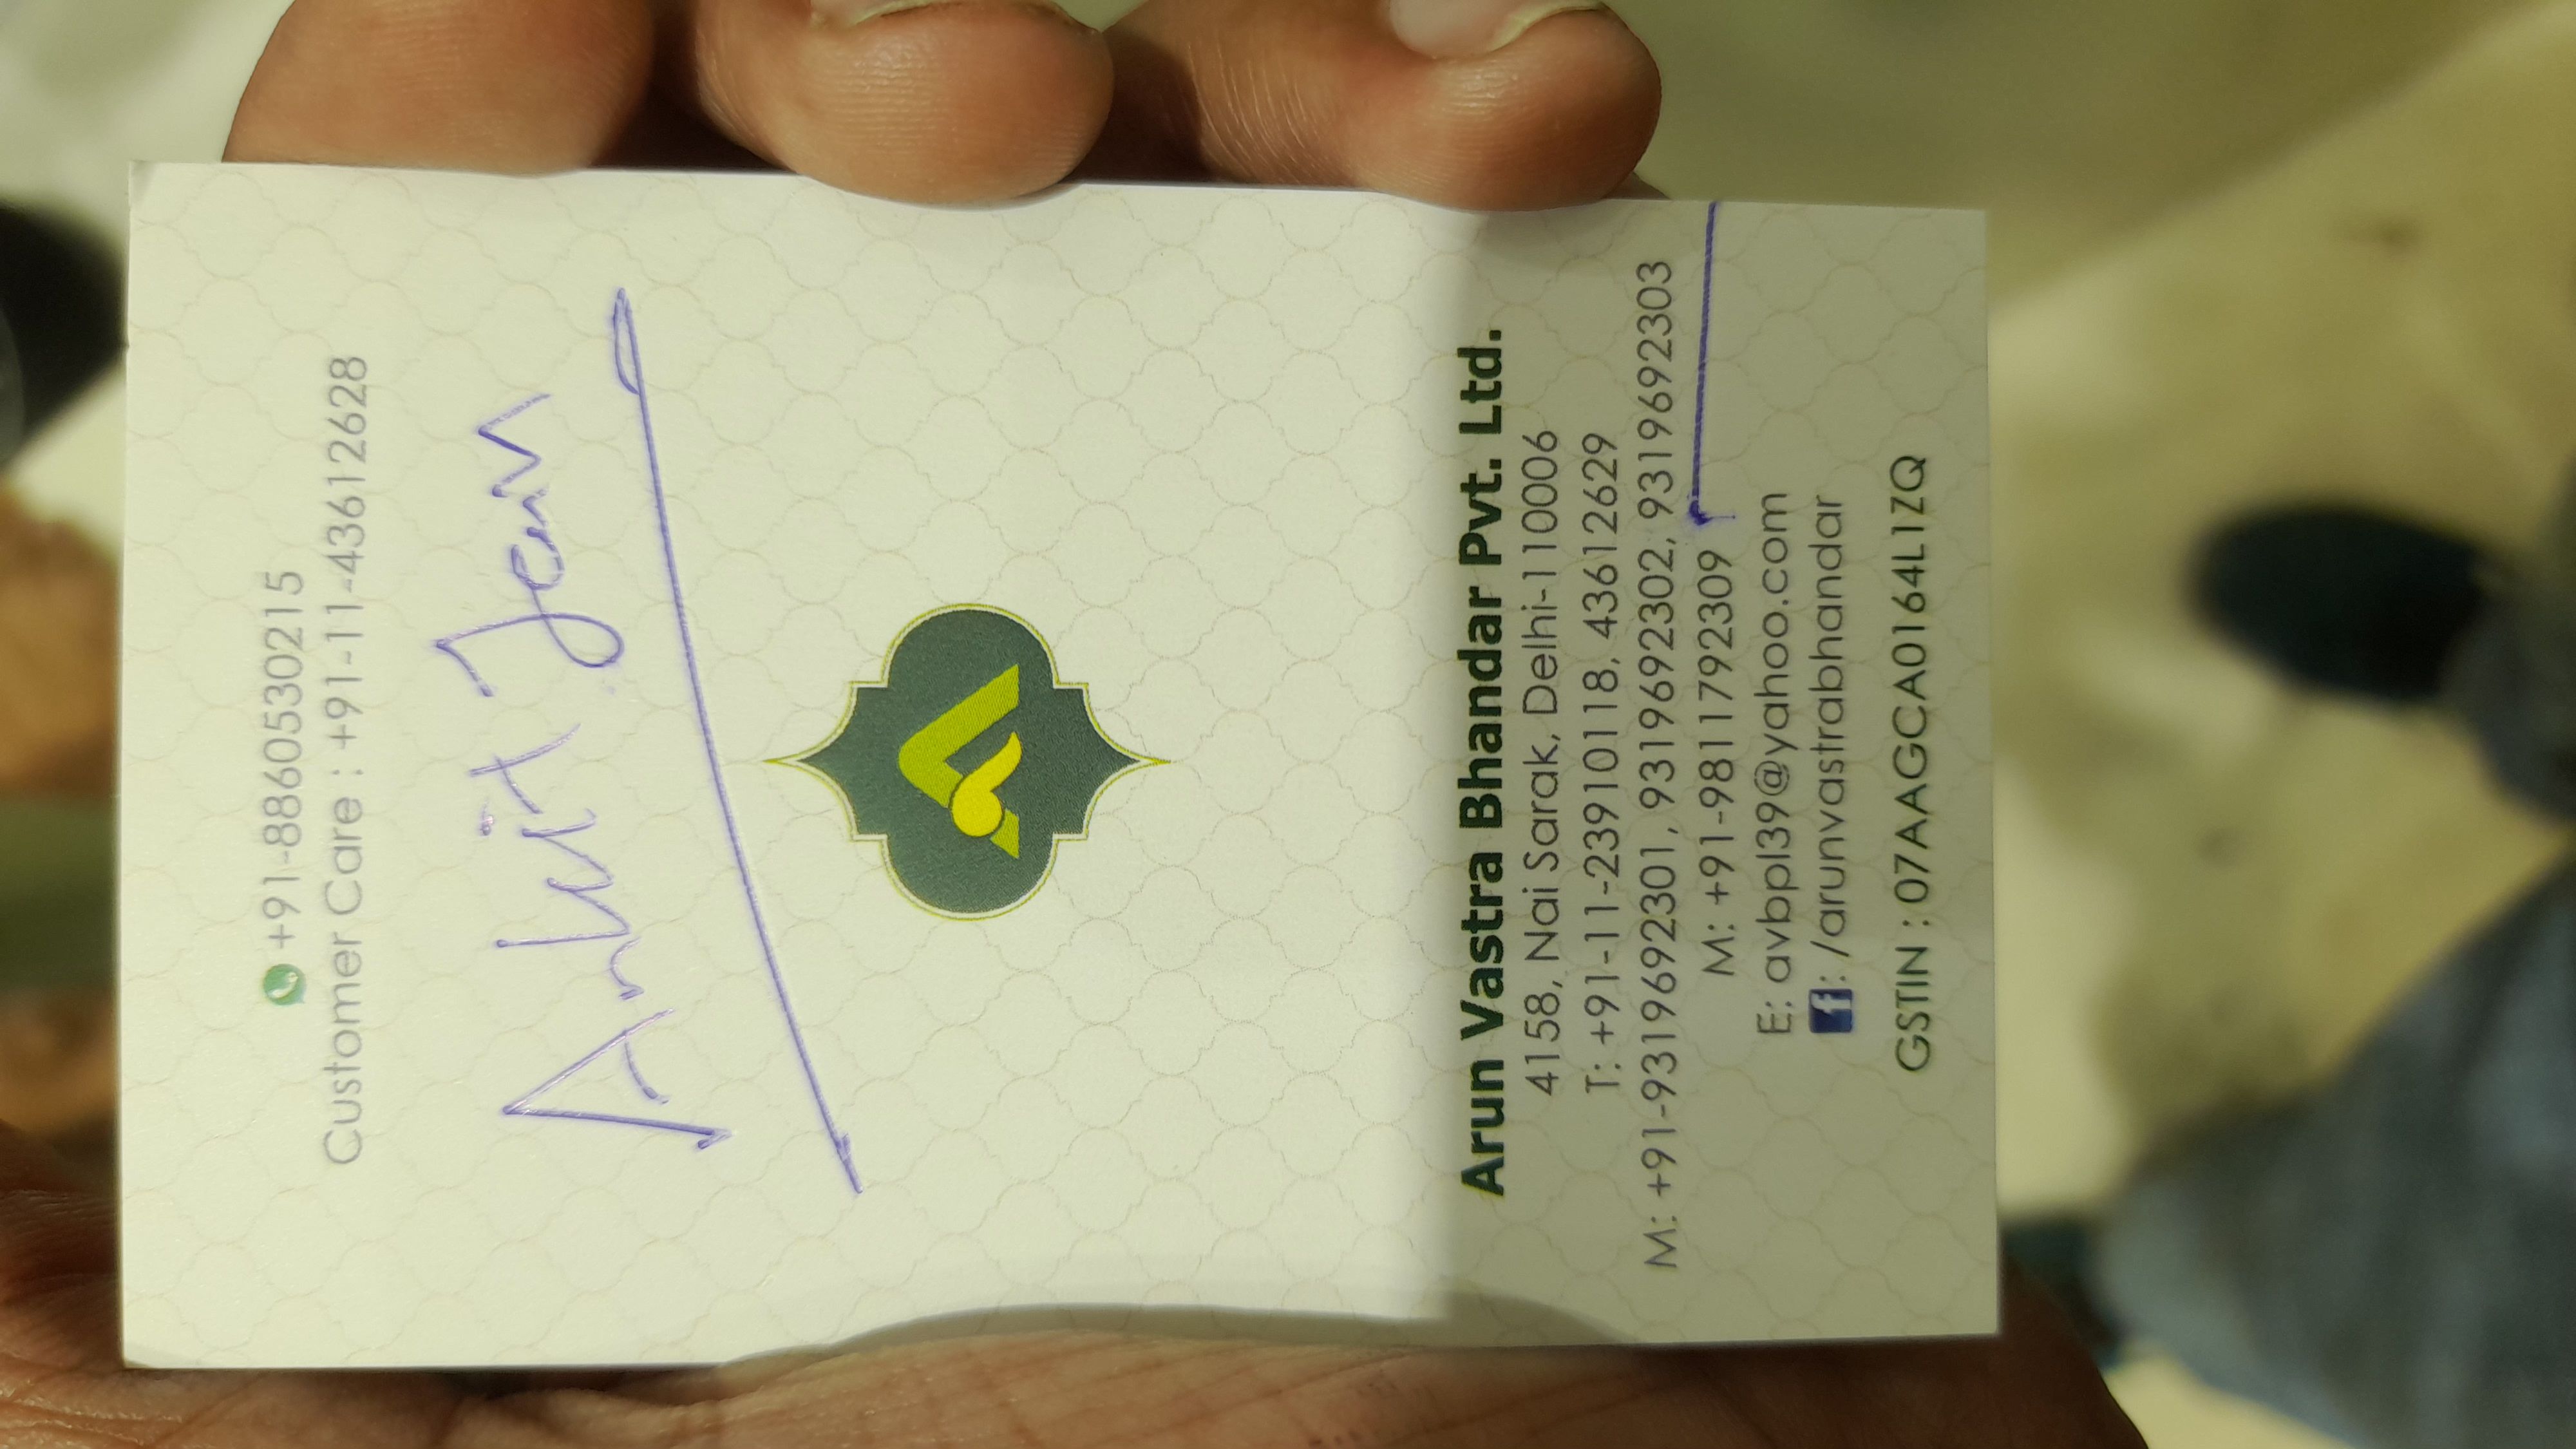 +91-8860530215
Customer Care : +91-11-43612628
Ankit Jain
Arun Vastra Bhandar Pvt. Ltd.
4158, Nai Sarak, Delhi-110006
T: +91-11-23910118, 43612629
M: +91-9319692301, 9319692302, 9319692303
M: +91-9811792309
E: avbpl39@yahoo.com
f: /arunvastrabhandar
GSTIN : 07AAGCA0164L1ZQ